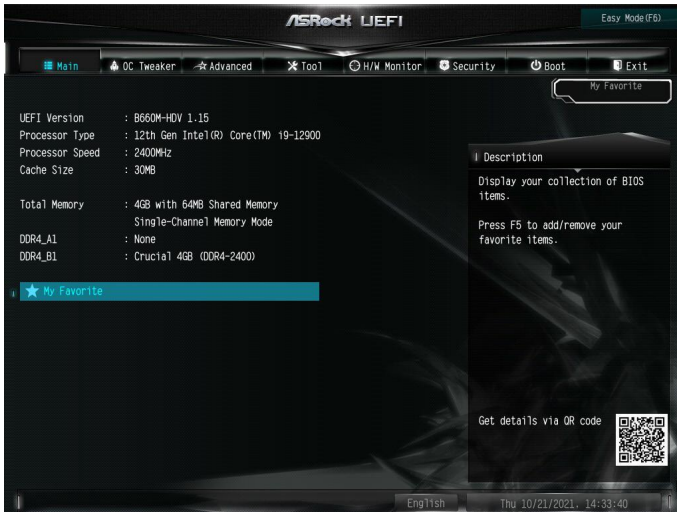 ASRock UEFI
Easy Mode(F6)
Main OC Tweaker Advanced Tool H/W Monitor Security Boot Exit
My Favorite
UEFI Version : B660M-HDV 1.15
Processor Type : 12th Gen Intel(R) Core(TM) i9-12900
Processor Speed : 2400MHz
Cache Size : 30MB
Total Memory : 4GB with 64MB Shared Memory
Single-Channel Memory Mode
DDR4_A1 : None
DDR4_B1 : Crucial 4GB (DDR4-2400)
My Favorite
Description
Display your collection of BIOS
items.
Press F5 to add/remove your
favorite items.
Get details via QR code
English
Thu 10/21/2021, 14:33:40